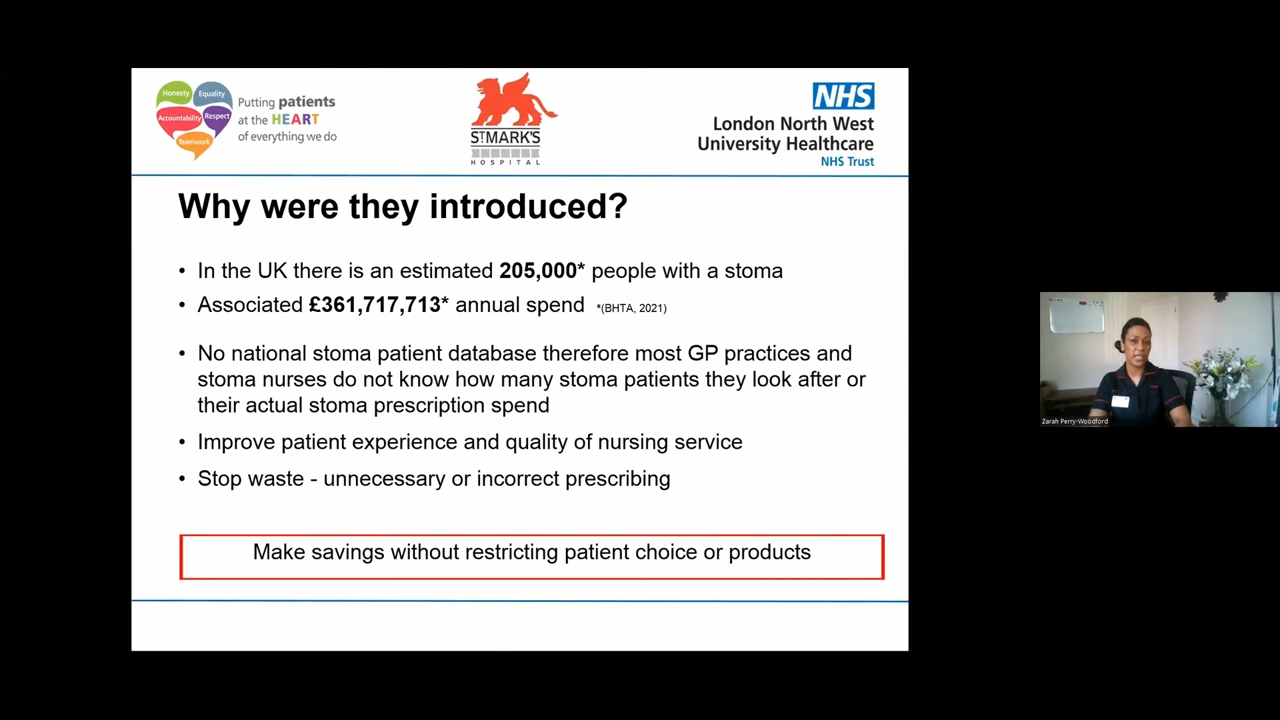 Honesty
Equality
Accountability
Respect
Teamwork
Putting patients
at the HEART
of everything we do
ST MARK'S
HOSPITAL
NHS
London North West
University Healthcare
NHS Trust
Why were they introduced?
• In the UK there is an estimated 205,000* people with a stoma
• Associated £361,717,713* annual spend *(BHTA, 2021)
• No national stoma patient database therefore most GP practices and
stoma nurses do not know how many stoma patients they look after or
their actual stoma prescription spend
• Improve patient experience and quality of nursing service
• Stop waste - unnecessary or incorrect prescribing
Make savings without restricting patient choice or products
Zarah Perry-Woodford